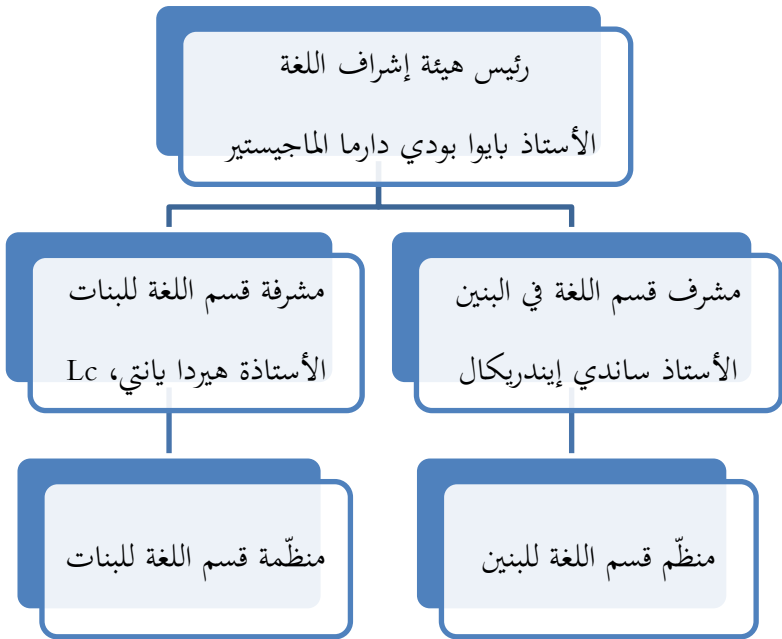 رئيس هيئة إشراف اللغة
الأستاذ بايوا بودي دارما الماجيستير
مشرف قسم اللغة في البنين
الأستاذ ساندي إيندريكال
مشرفة قسم اللغة للبنات
الأستاذة هيردا يانتي، Lc
منظّم قسم اللغة للبنين
منظّمة قسم اللغة للبنات